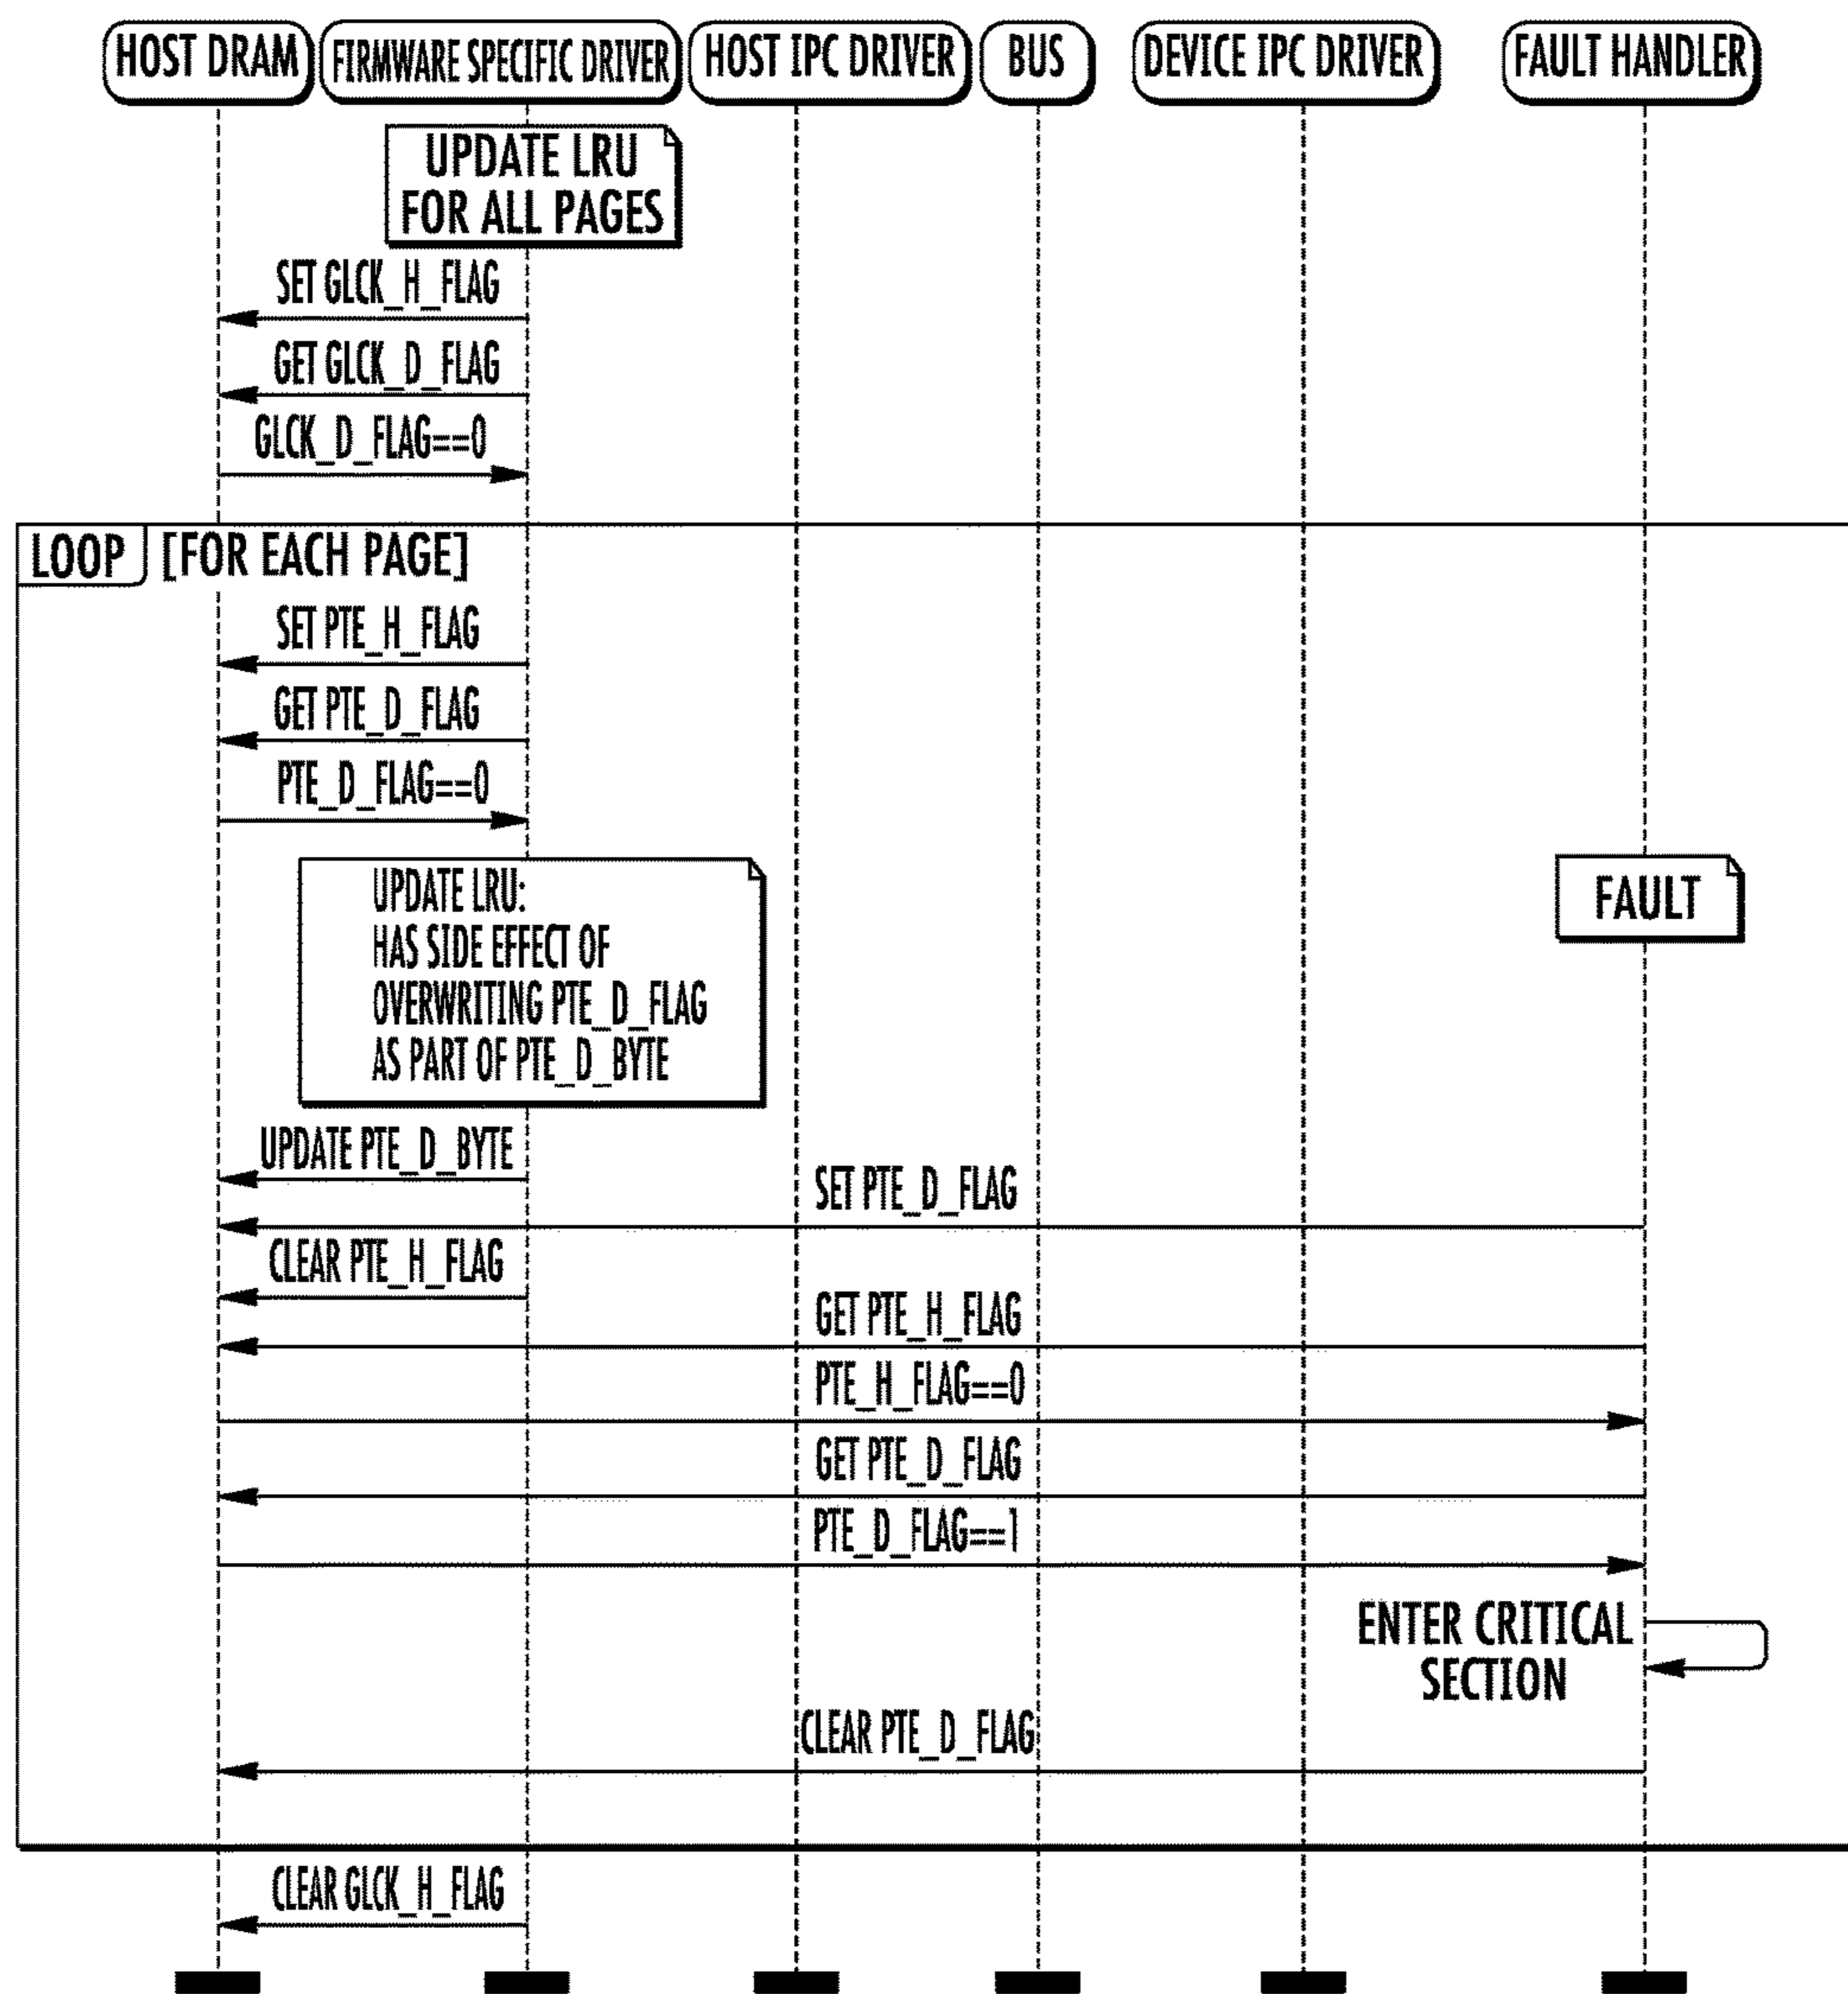 HOST DRAM
FIRMWARE SPECIFIC DRIVER
HOST IPC DRIVER
BUS
DEVICE IPC DRIVER
FAULT HANDLER
UPDATE LRU
FOR ALL PAGES
SET GLCK_H_FLAG
GET GLCK_D_FLAG
GLCK_D_FLAG==0
LOOP [FOR EACH PAGE]
SET PTE_H_FLAG
GET PTE_D_FLAG
PTE_D_FLAG==0
UPDATE LRU:
HAS SIDE EFFECT OF
OVERWRITING PTE_D_FLAG
AS PART OF PTE_D_BYTE
FAULT
UPDATE PTE_D_BYTE
SET PTE_D_FLAG
CLEAR PTE_H_FLAG
GET PTE_H_FLAG
PTE_H_FLAG==0
GET PTE_D_FLAG
PTE_D_FLAG==1
ENTER CRITICAL
SECTION
CLEAR PTE_D_FLAG
CLEAR GLCK_H_FLAG